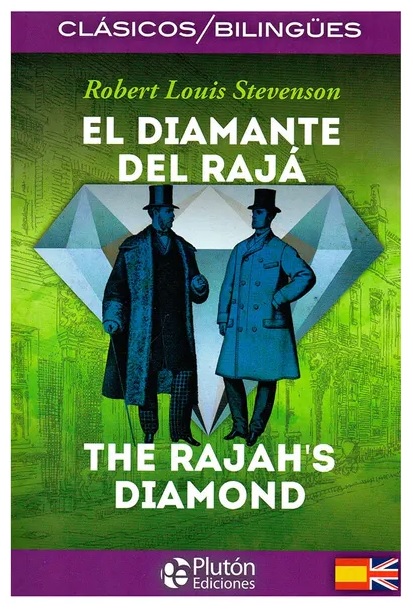 CLÁSICOS/BILINGÜES
Robert Louis Stevenson
EL DIAMANTE
DEL RAJÁ
THE RAJAH'S
DIAMOND
Plutón
Ediciones